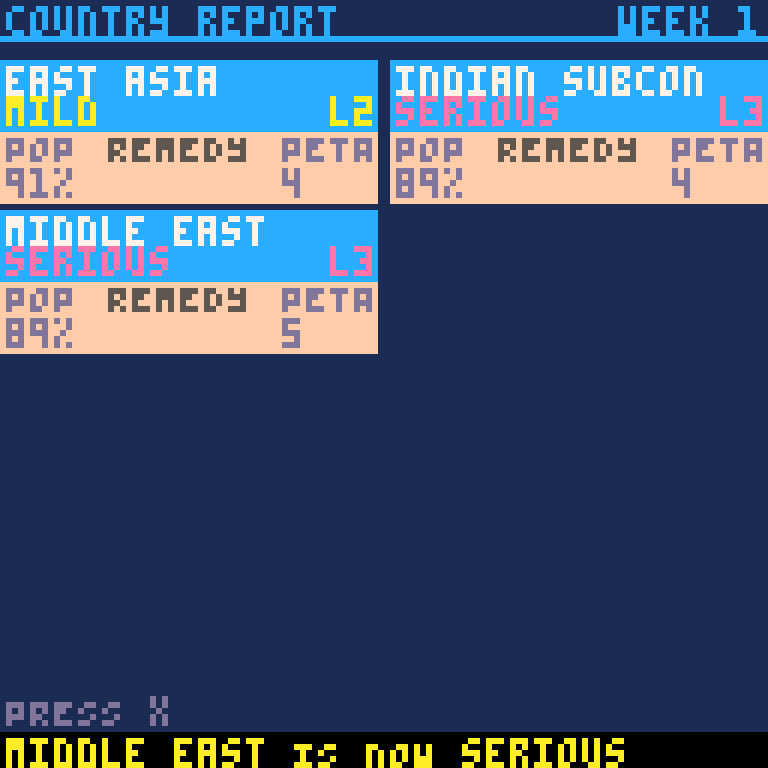 COUNTRY REPORT WEEK 1
EAST ASIA
MILD L2
POP REMEDY PETA
91% 4
INDIAN SUBCON
SERIOUS L3
POP REMEDY PETA
89% 4
MIDDLE EAST
SERIOUS L3
POP REMEDY PETA
89% 5
PRESS X
MIDDLE EAST is now SERIOUS